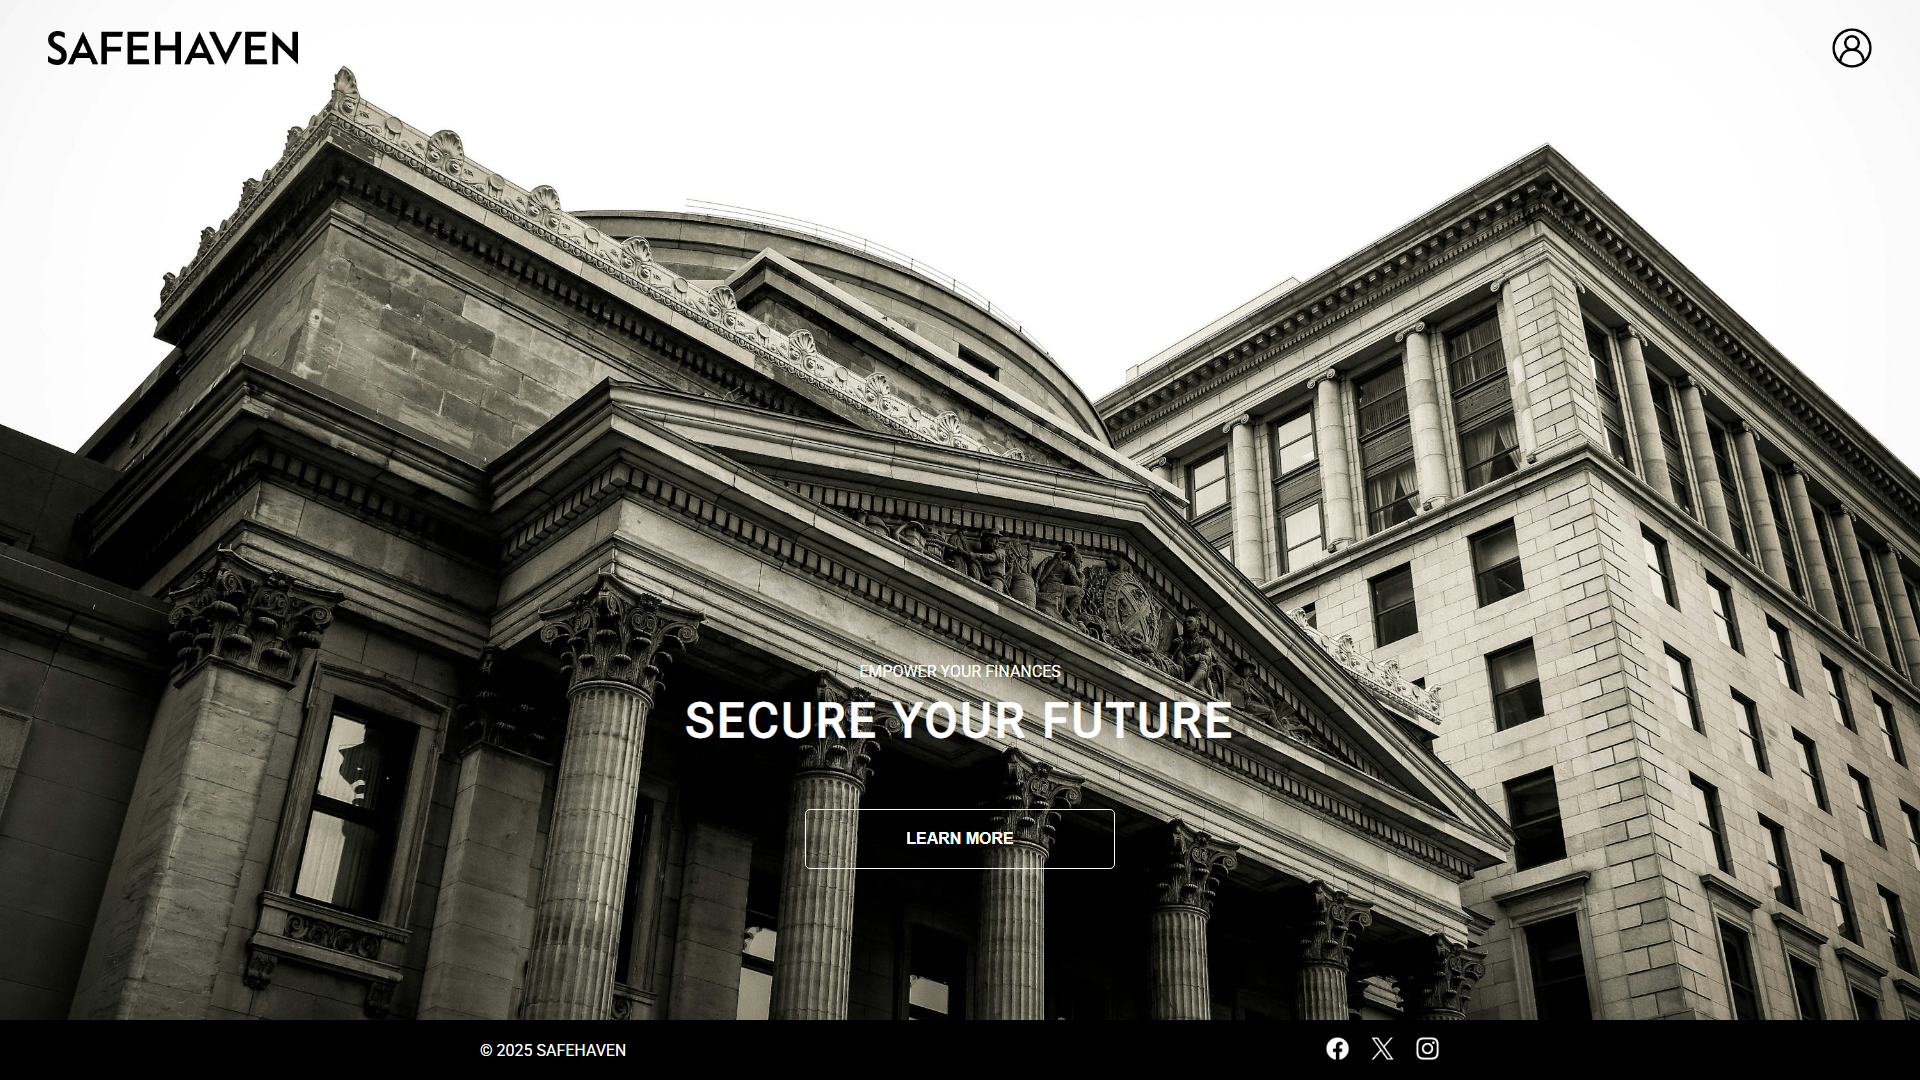 SAFEHAVEN
EMPOWER YOUR FINANCES
SECURE YOUR FUTURE
LEARN MORE
© 2025 SAFEHAVEN